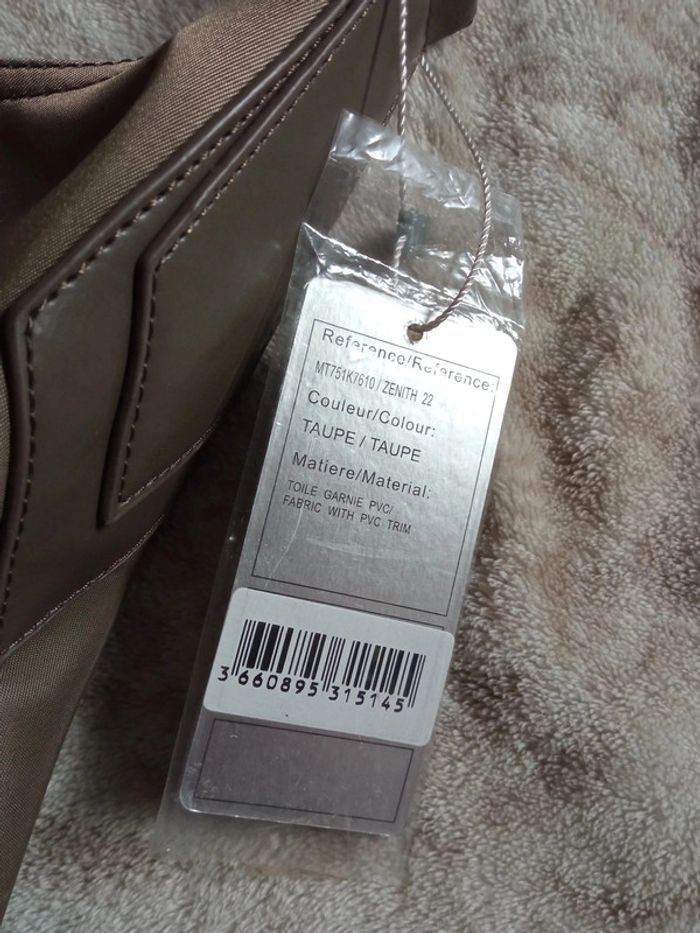 Reference/Reference:
MT751K7610 / ZENITH 22
Couleur/Colour:
TAUPE / TAUPE
Matiere/Material:
TOILE GARNIE PVC/
FABRIC WITH PVC TRIM
3 660895 315145